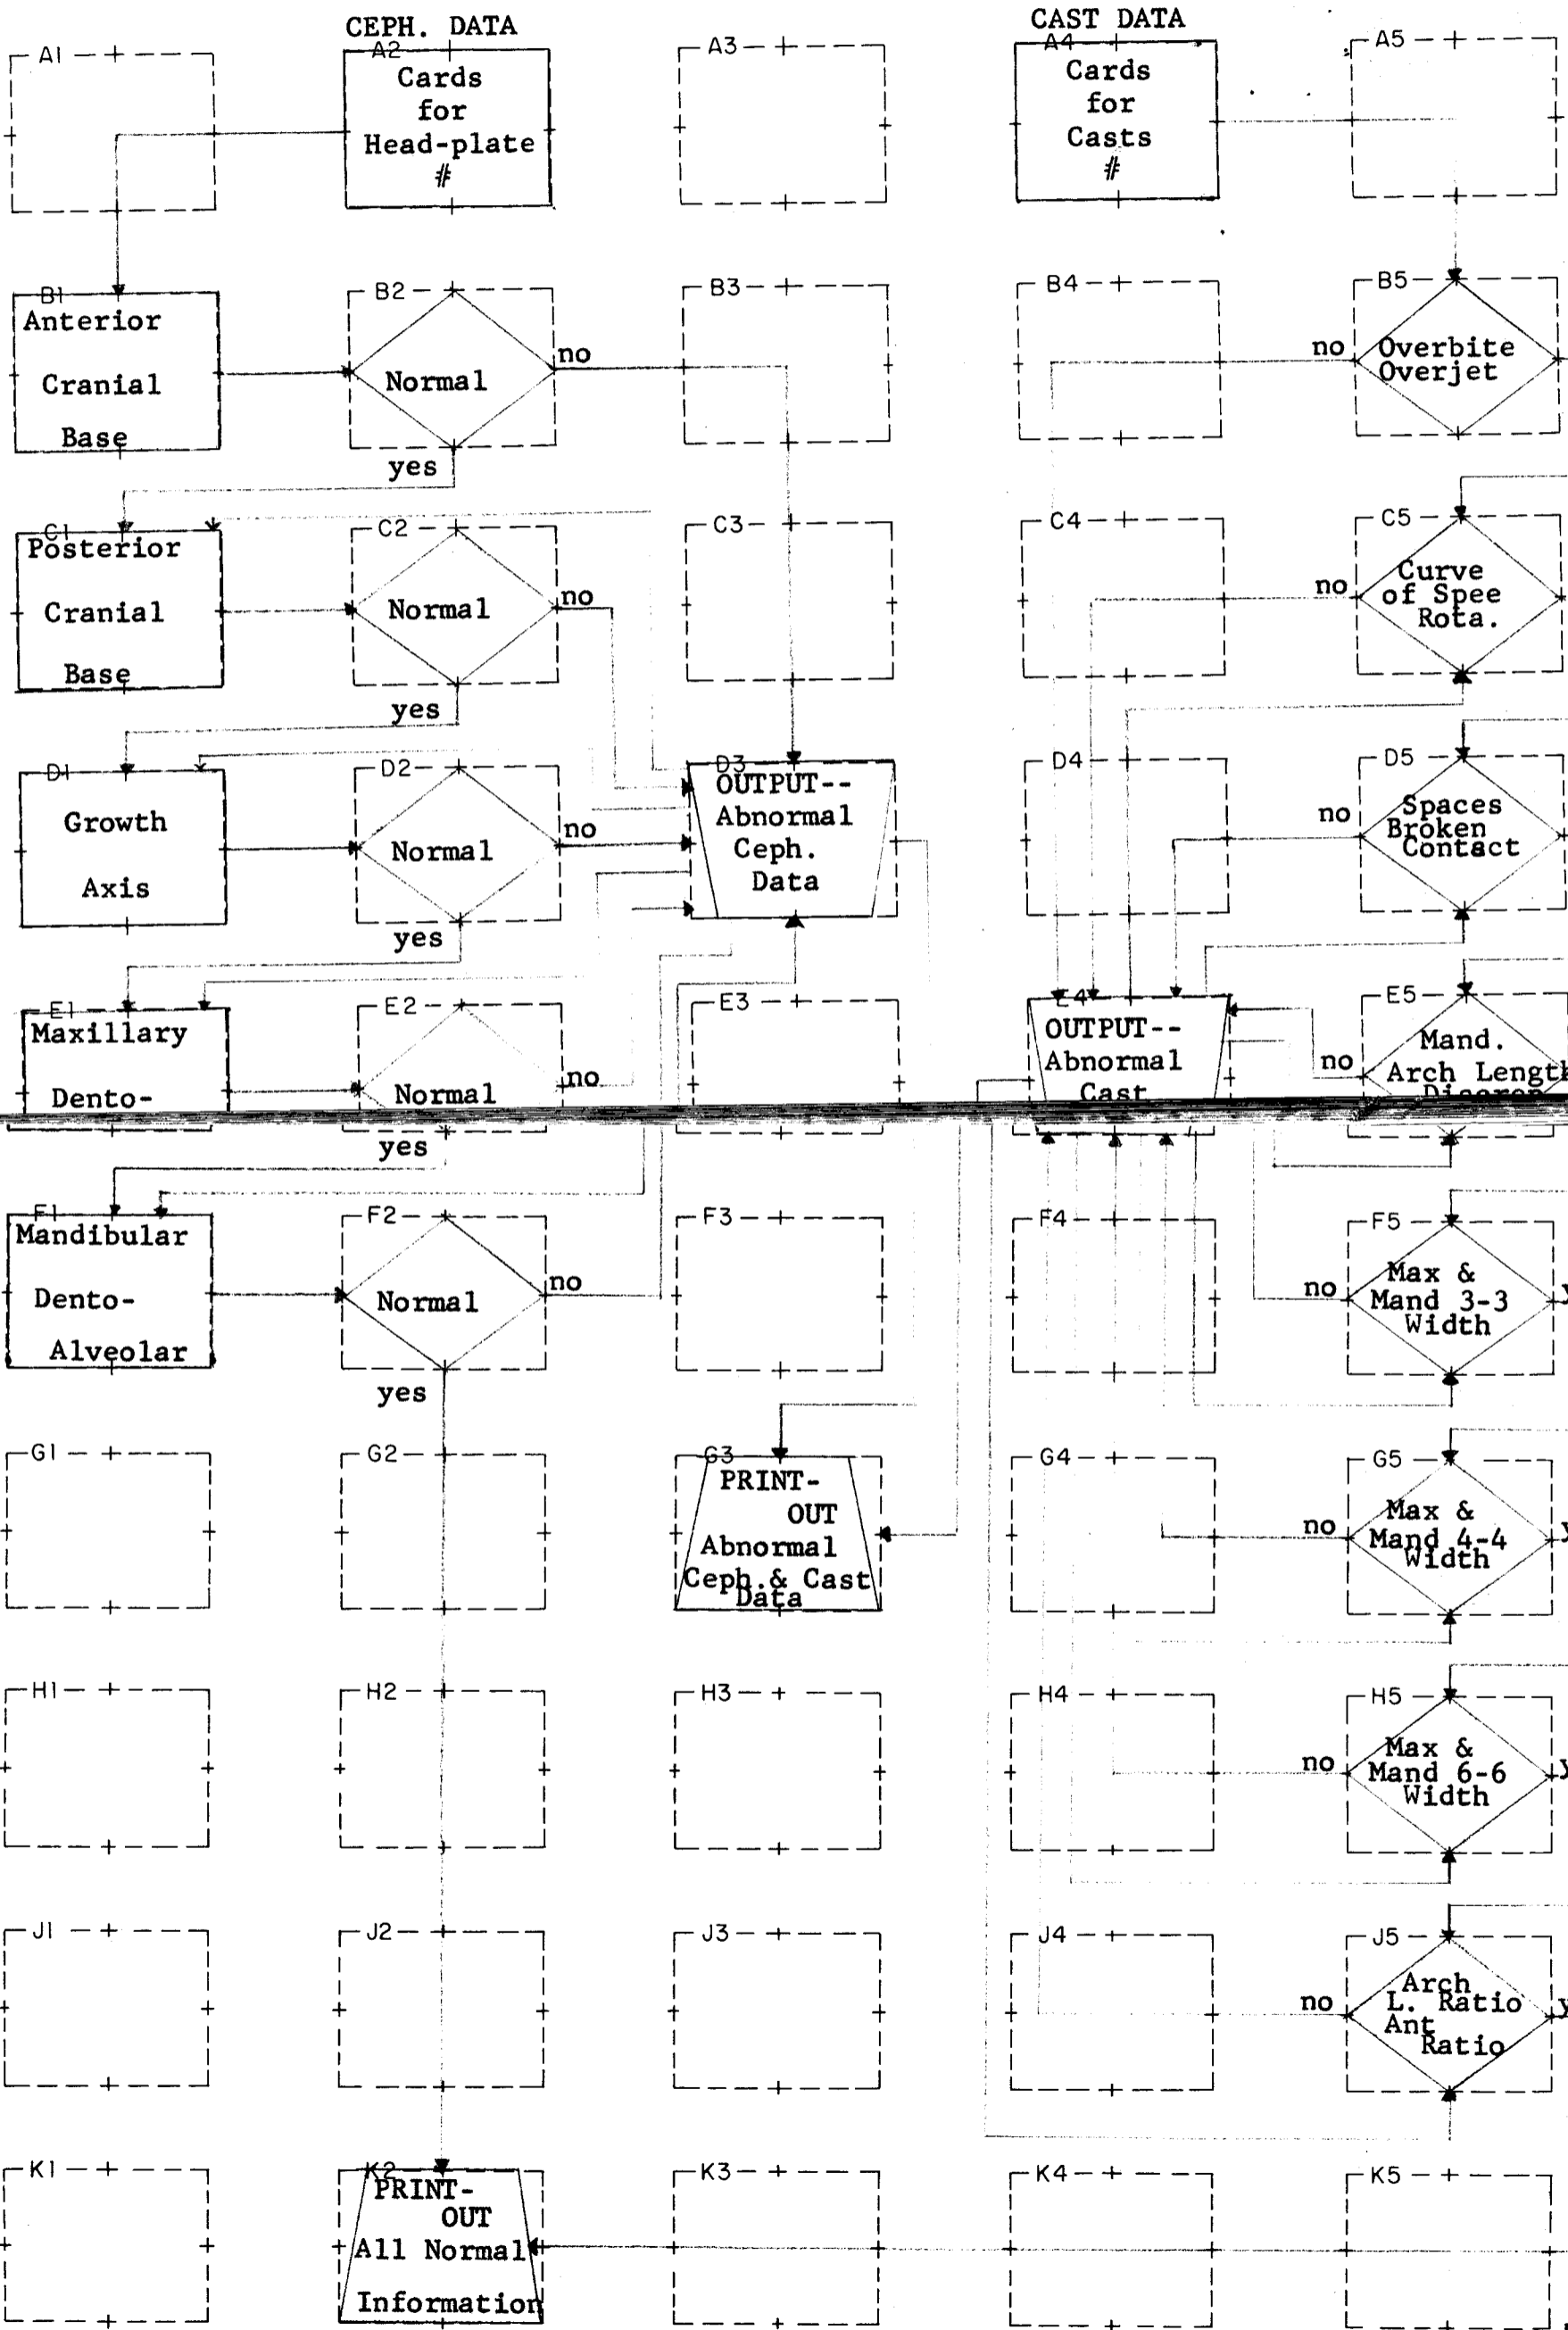 CEPH. DATA
CAST DATA
A1
A2
Cards
for
Head-plate
#
A3
A4
Cards
for
Casts
#
A5
B1
Anterior
Cranial
Base
B2
Normal
no
yes
B3
B4
no
B5
Overbite
Overjet
C1
Posterior
Cranial
Base
C2
Normal
no
yes
C3
C4
no
C5
Curve
of Spee
Rota.
D1
Growth
Axis
D2
Normal
no
yes
D3
OUTPUT--
Abnormal
Ceph.
Data
D4
no
D5
Spaces
Broken
Contact
E1
Maxillary
Dento-
E2
Normal
no
yes
E3
E4
OUTPUT--
Abnormal
Cast
no
E5
Mand.
Arch Length
F1
Mandibular
Dento-
Alveolar
F2
Normal
no
yes
F3
F4
no
F5
Max &
Mand 3-3
Width
G1
G2
G3
PRINT-
OUT
Abnormal
Ceph.& Cast
Data
G4
no
G5
Max &
Mand 4-4
Width
H1
H2
H3
H4
no
H5
Max &
Mand 6-6
Width
J1
J2
J3
J4
no
J5
Arch
L. Ratio
Ant
Ratio
K1
K2
PRINT-
OUT
All Normal
Information
K3
K4
K5